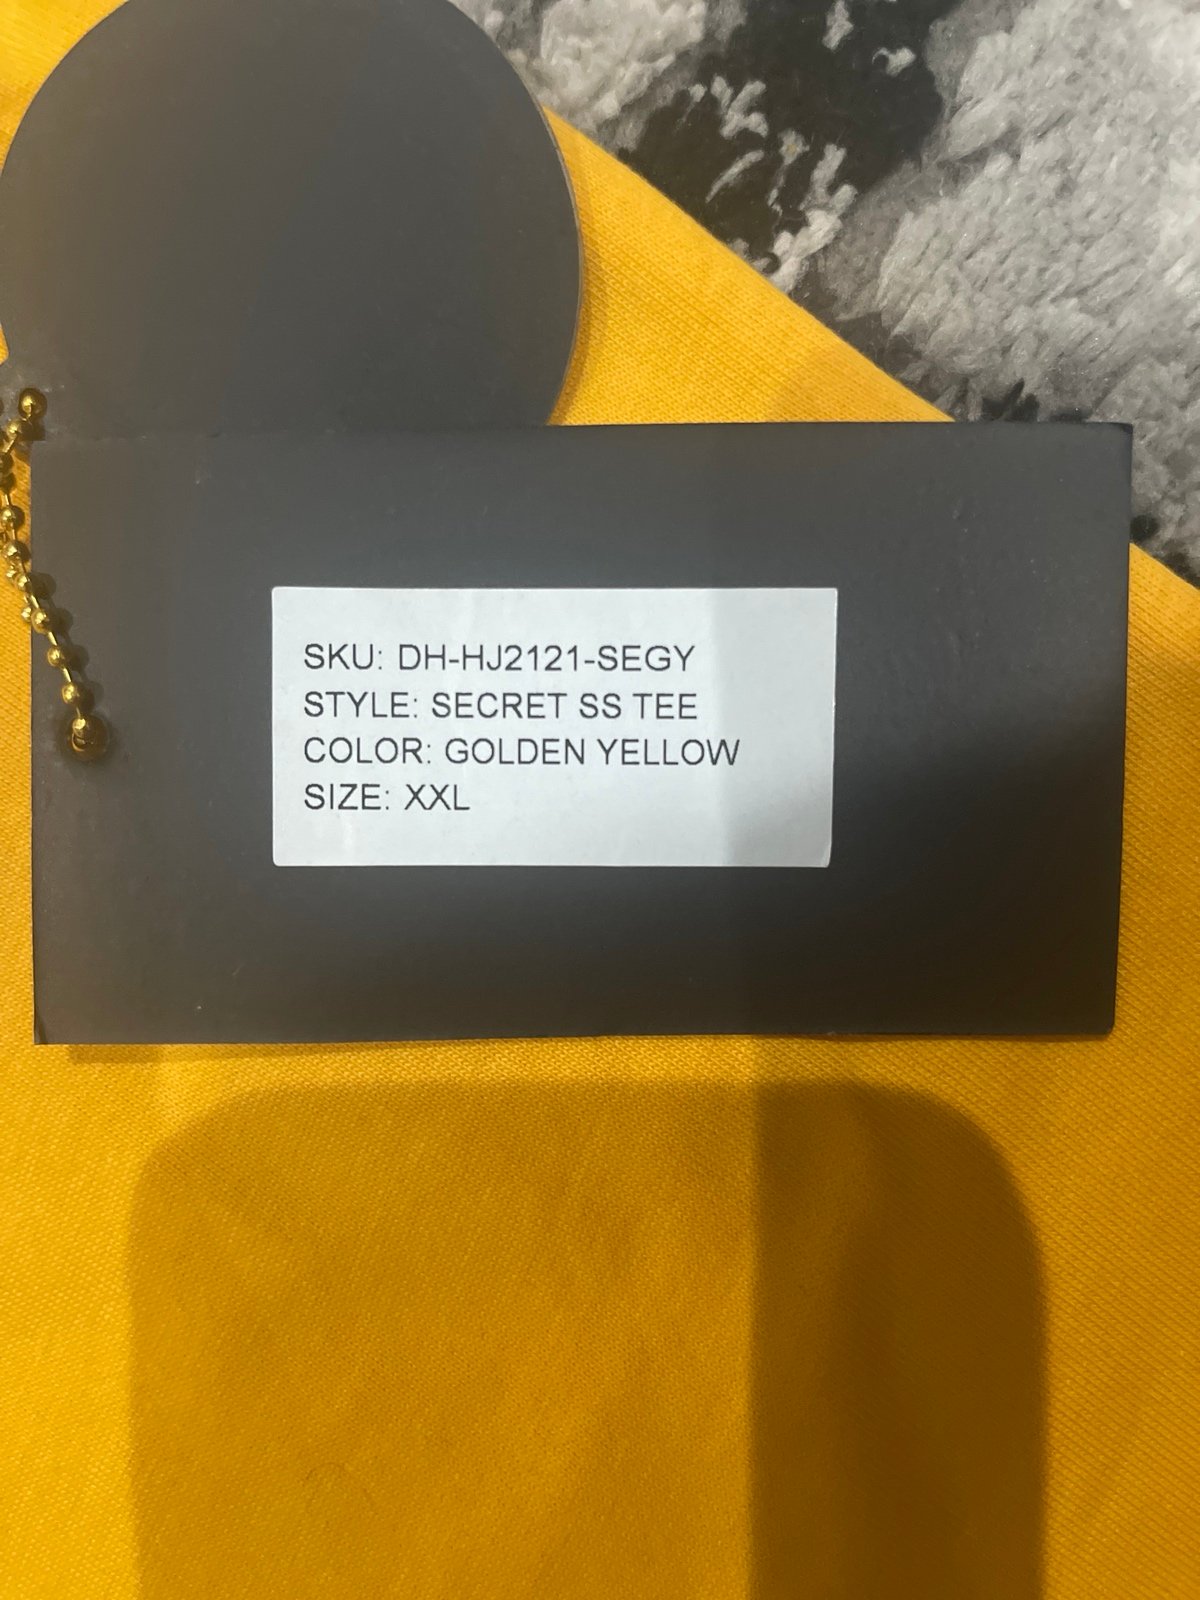 SKU: DH-HJ2121-SEGY
STYLE: SECRET SS TEE
COLOR: GOLDEN YELLOW
SIZE: XXL